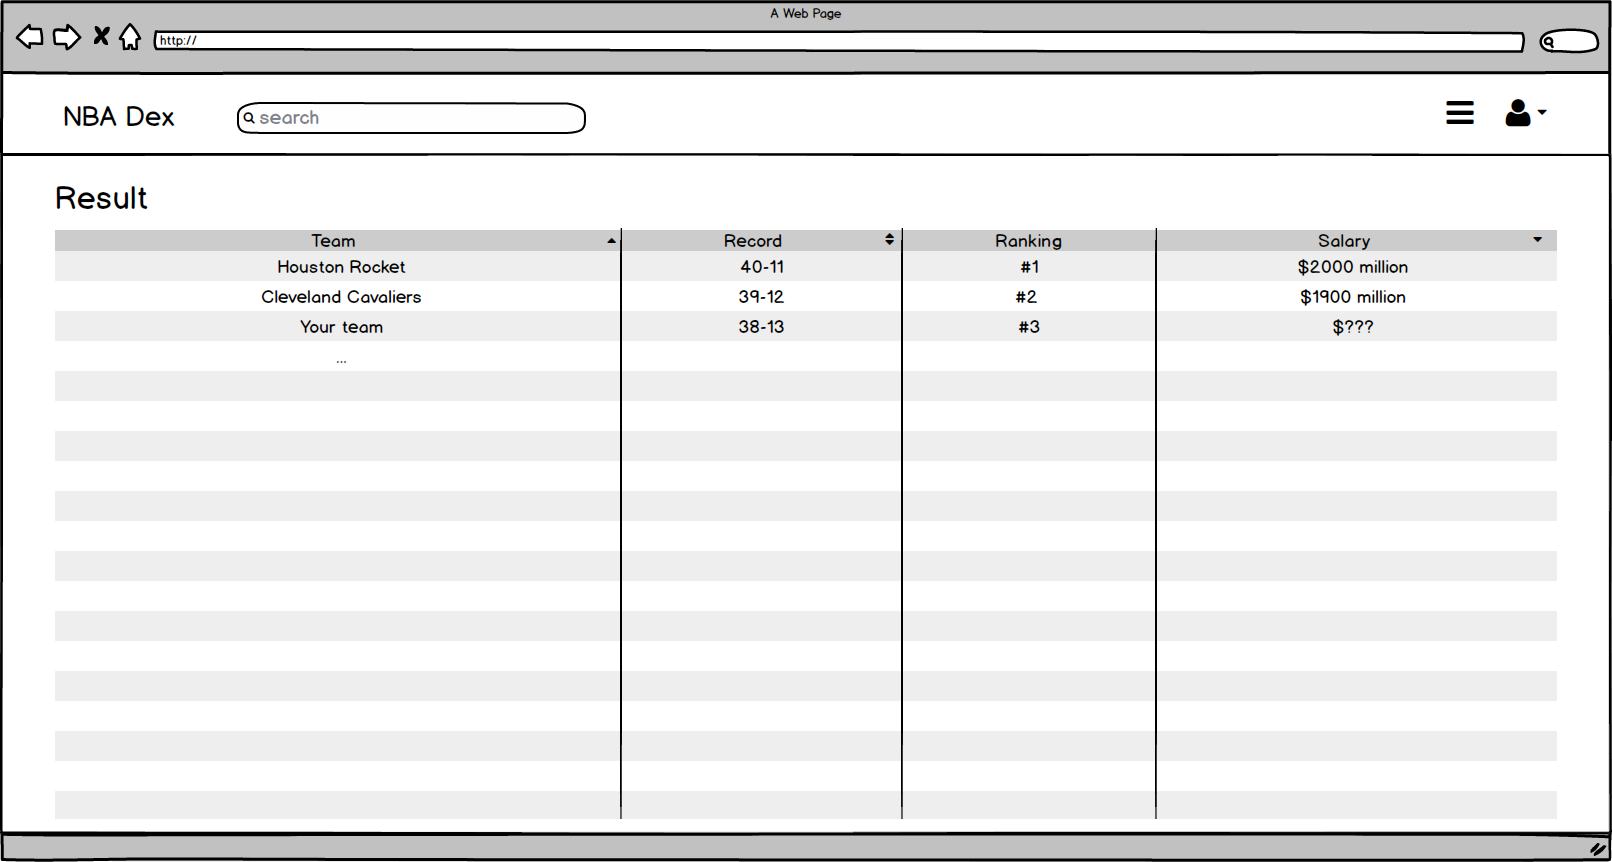 A Web Page
http://
NBA Dex
search
Result
Team Record Ranking Salary
Houston Rocket 40-11 #1 $2000 million
Cleveland Cavaliers 39-12 #2 $1900 million
Your team 38-13 #3 $???
...